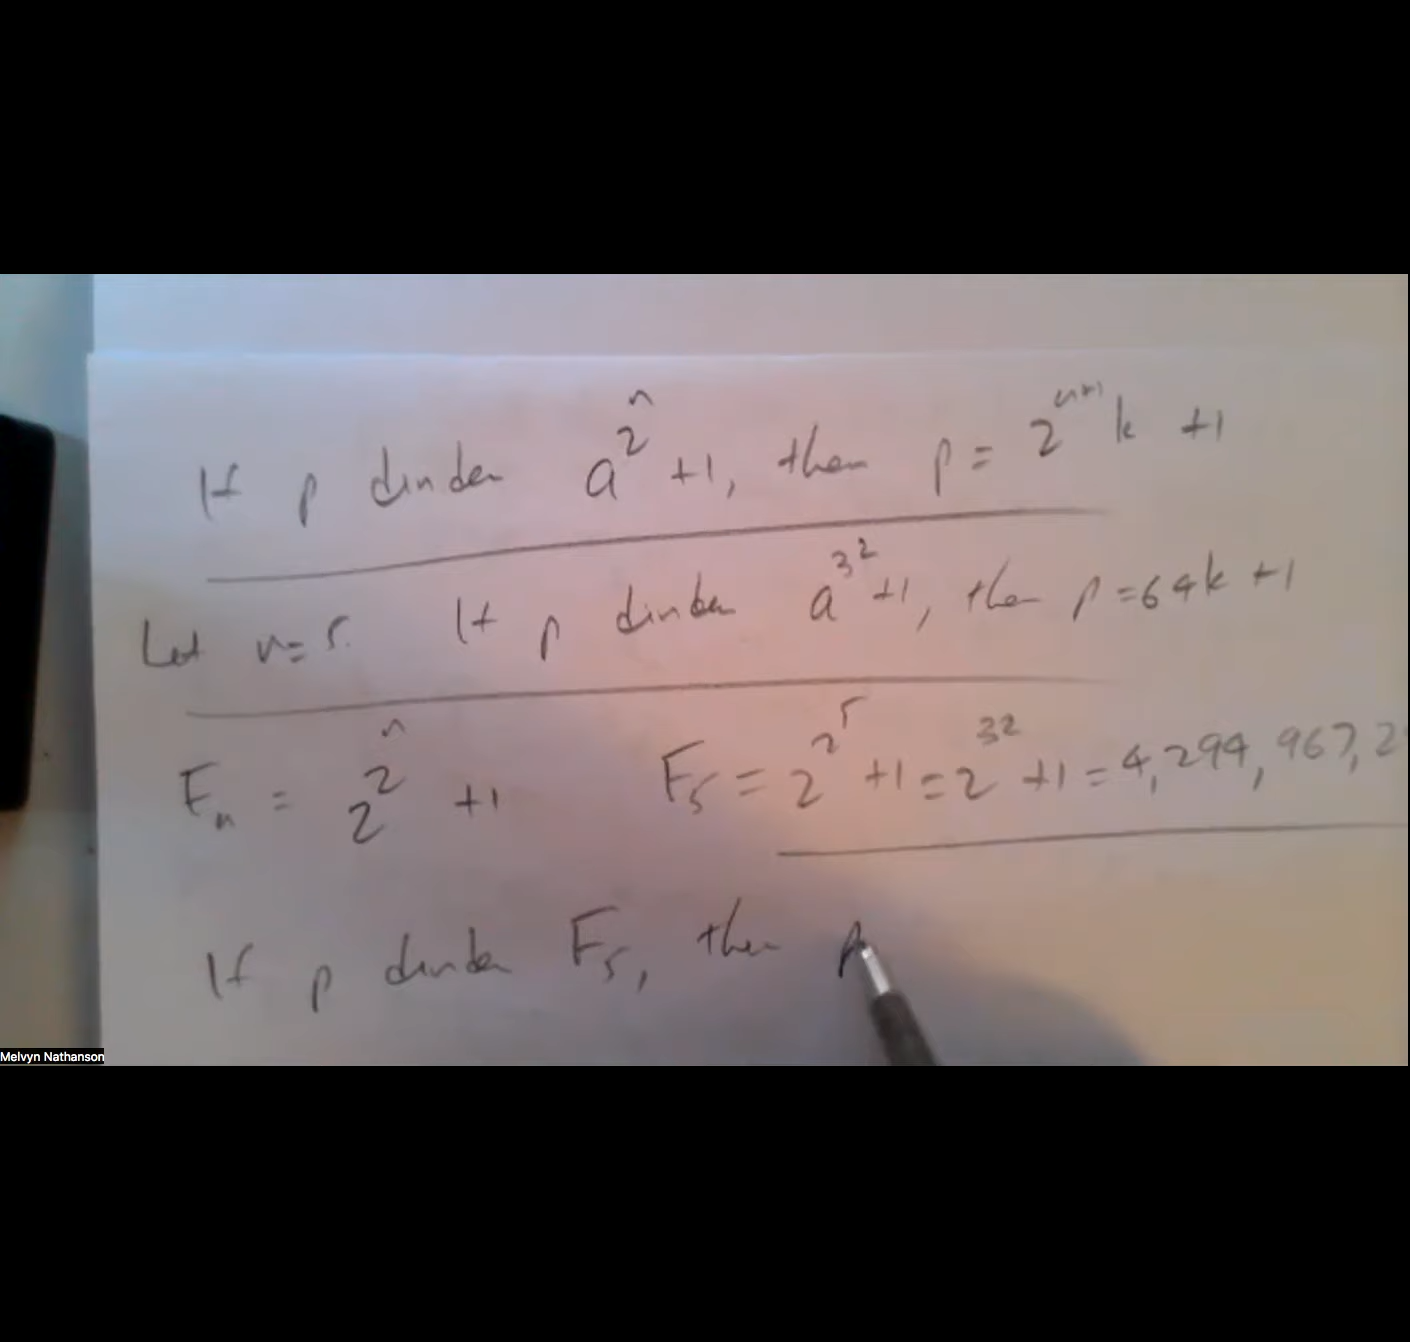 If p divides a^{2^n} +1, then p = 2^{n+1} k +1
Let n=5. If p divides a^{32} +1, then p = 64k +1
F_n = 2^{2^n} +1 F_5 = 2^{2^5} +1 = 2^{32} +1 = 4,294,967,2
If p divides F_5, then p
Melvyn Nathanson